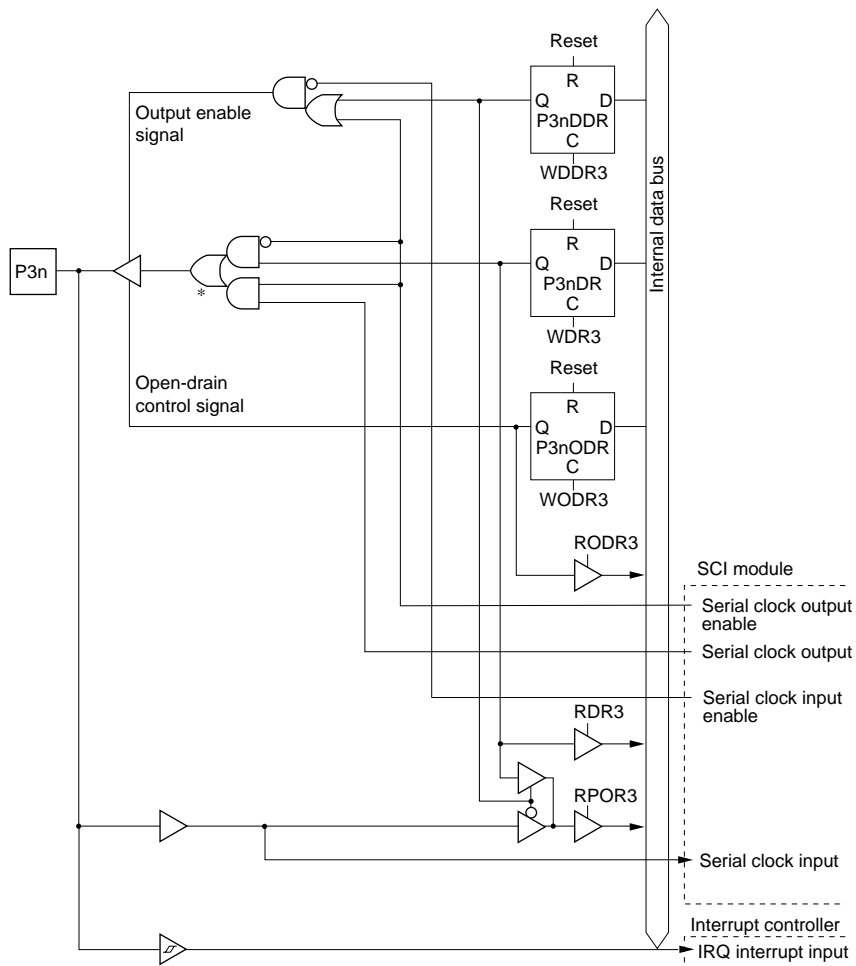 Reset
R
Q D
P3nDDR
C
WDDR3
Output enable
signal
Internal data bus
Reset
R
Q D
P3nDR
C
WDR3
P3n
*
Reset
R
Q D
P3nODR
C
WODR3
Open-drain
control signal
RODR3
SCI module
Serial clock output
enable
Serial clock output
Serial clock input
enable
RDR3
RPOR3
Serial clock input
Interrupt controller
IRQ interrupt input